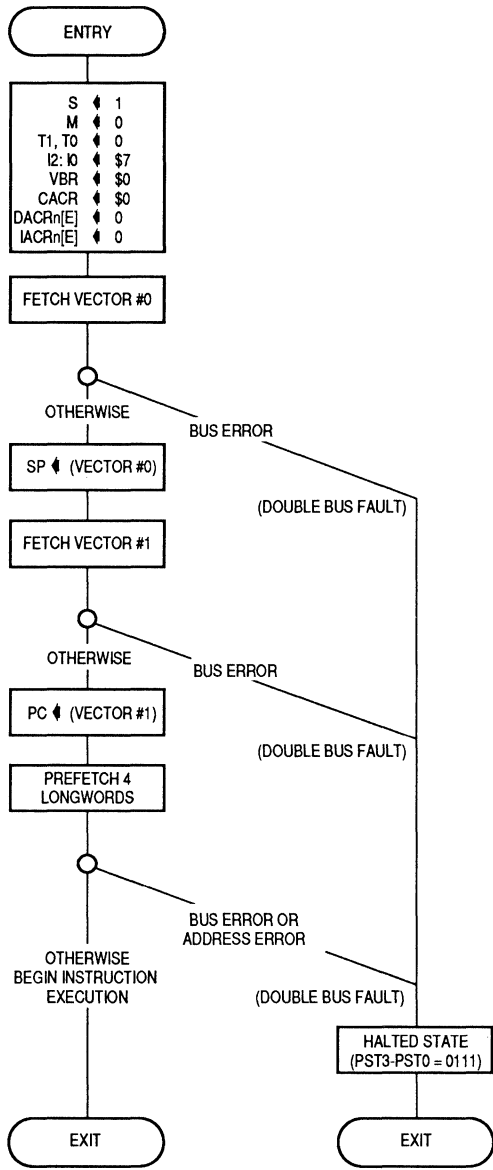 ENTRY
S ← 1
M ← 0
T1, T0 ← 0
I2: I0 ← $7
VBR ← $0
CACR ← $0
DACRn[E] ← 0
IACRn[E] ← 0
FETCH VECTOR #0
OTHERWISE
BUS ERROR
SP ← (VECTOR #0)
(DOUBLE BUS FAULT)
FETCH VECTOR #1
OTHERWISE
BUS ERROR
PC ← (VECTOR #1)
(DOUBLE BUS FAULT)
PREFETCH 4
LONGWORDS
BUS ERROR OR
ADDRESS ERROR
OTHERWISE
BEGIN INSTRUCTION
EXECUTION
(DOUBLE BUS FAULT)
HALTED STATE
(PST3-PST0 = 0111)
EXIT
EXIT